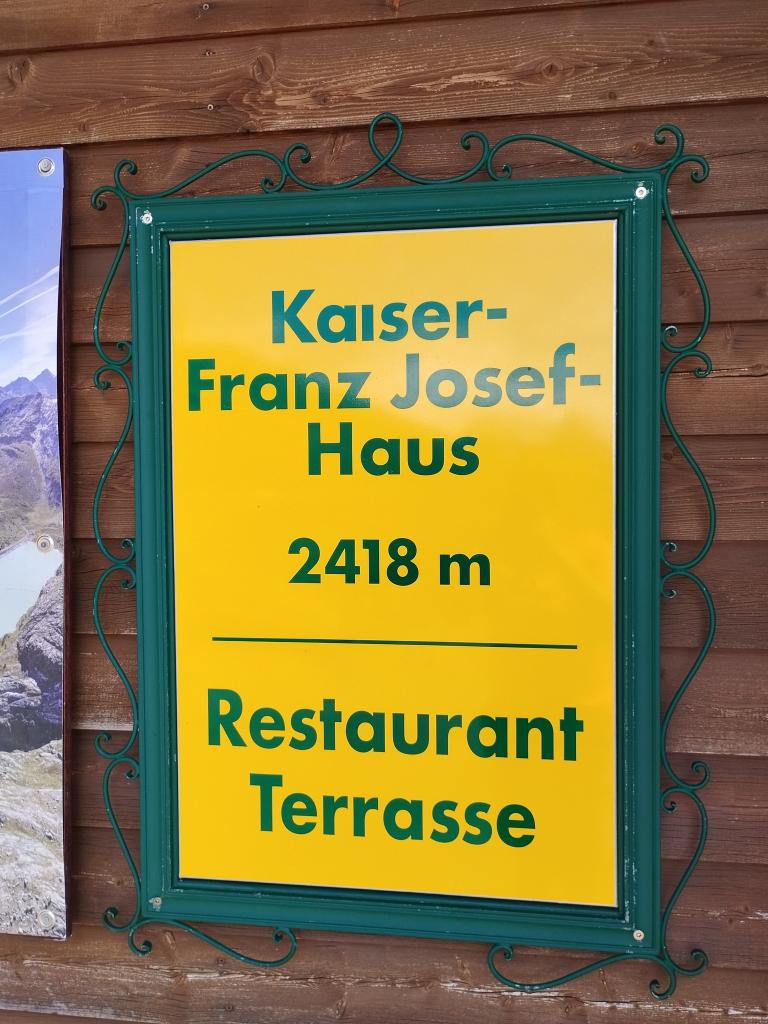 Kaiser-
Franz Josef-
Haus
2418 m
Restaurant
Terrasse